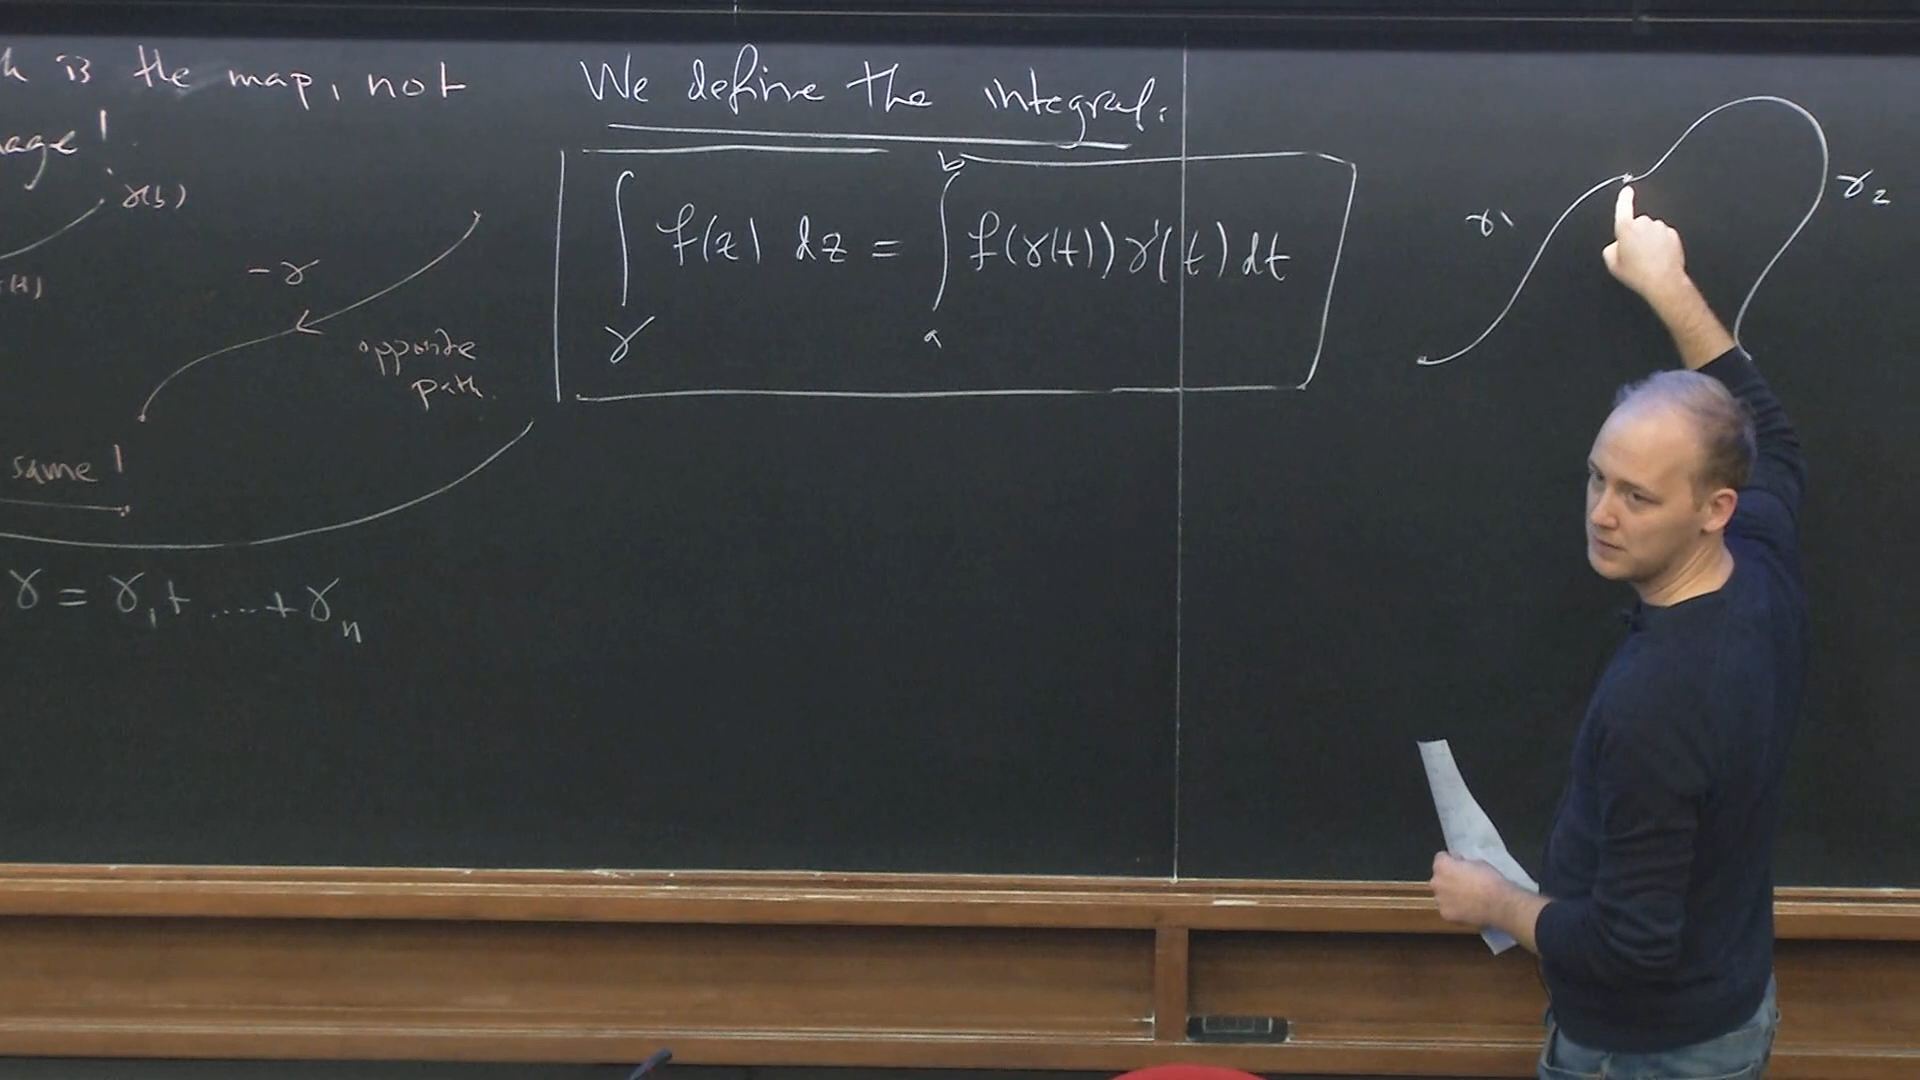 is the map, not
!
γ(b)
-γ
opposite
path.
same!
γ = γ₁ + .... + γₙ
We define the integral:
∫_γ f(z) dz = ∫_a^b f(γ(t)) γ'(t) dt
γ₁
γ₂